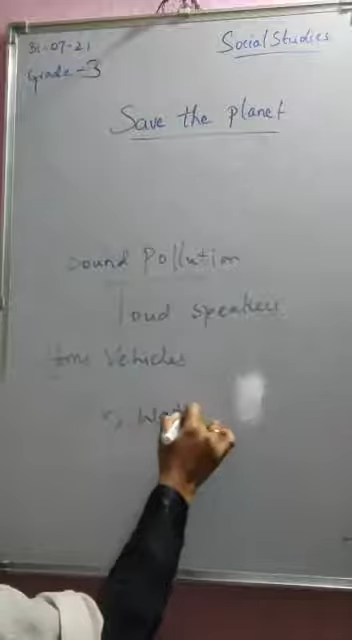 31-07-21
Social Studies
Grade-3
Save the planet
Sound Pollution
loud speakers
Vehicles